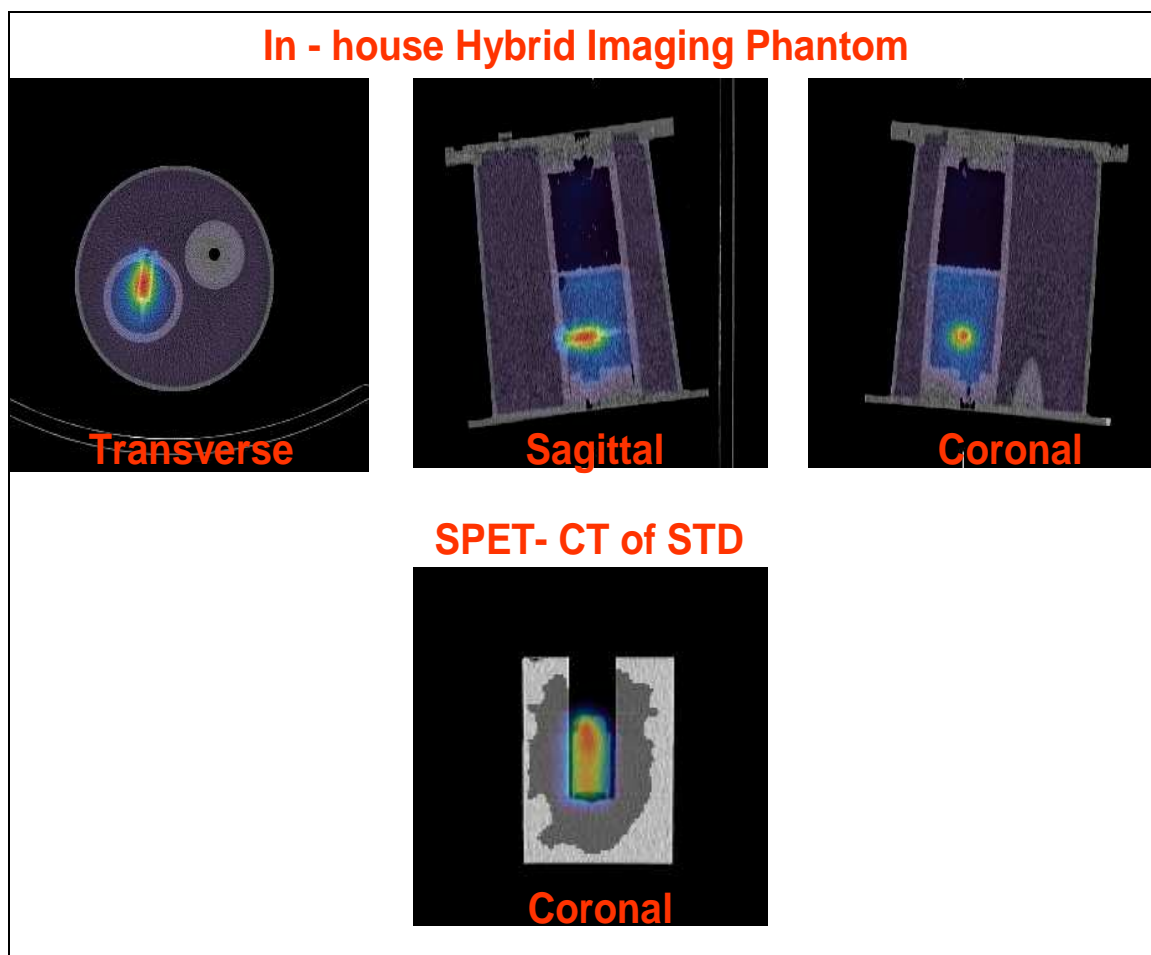 In - house Hybrid Imaging Phantom
Transverse
Sagittal
Coronal
SPET- CT of STD
Coronal